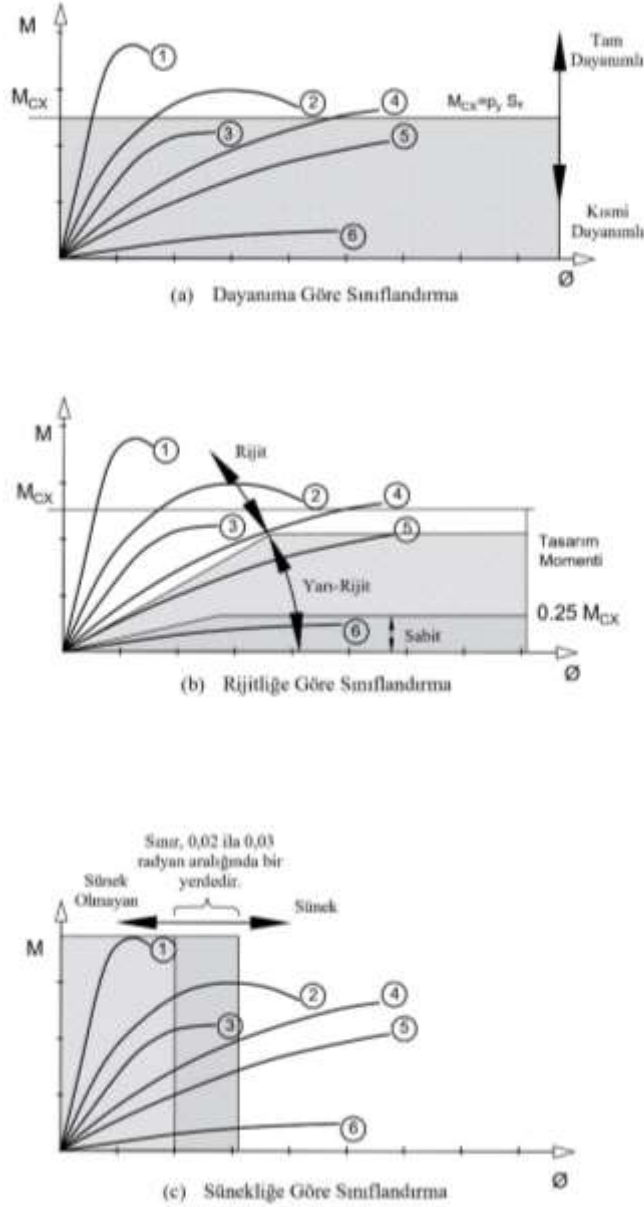 M
Tam
Dayanımlı
1
M_CX
2
4
M_CX=p_y S_x
3
5
6
Kısmi
Dayanımlı
Ø
(a) Dayanıma Göre Sınıflandırma
M
1
Rijit
M_CX
2
4
3
5
Tasarım
Momenti
Yarı-Rijit
0.25 M_CX
6
Sabit
Ø
(b) Rijitliğe Göre Sınıflandırma
Sınır, 0,02 ila 0,03
radyan aralığında bir
yerdedir.
Sünek
Olmayan
Sünek
M
1
2
4
3
5
6
Ø
(c) Sünekliğe Göre Sınıflandırma